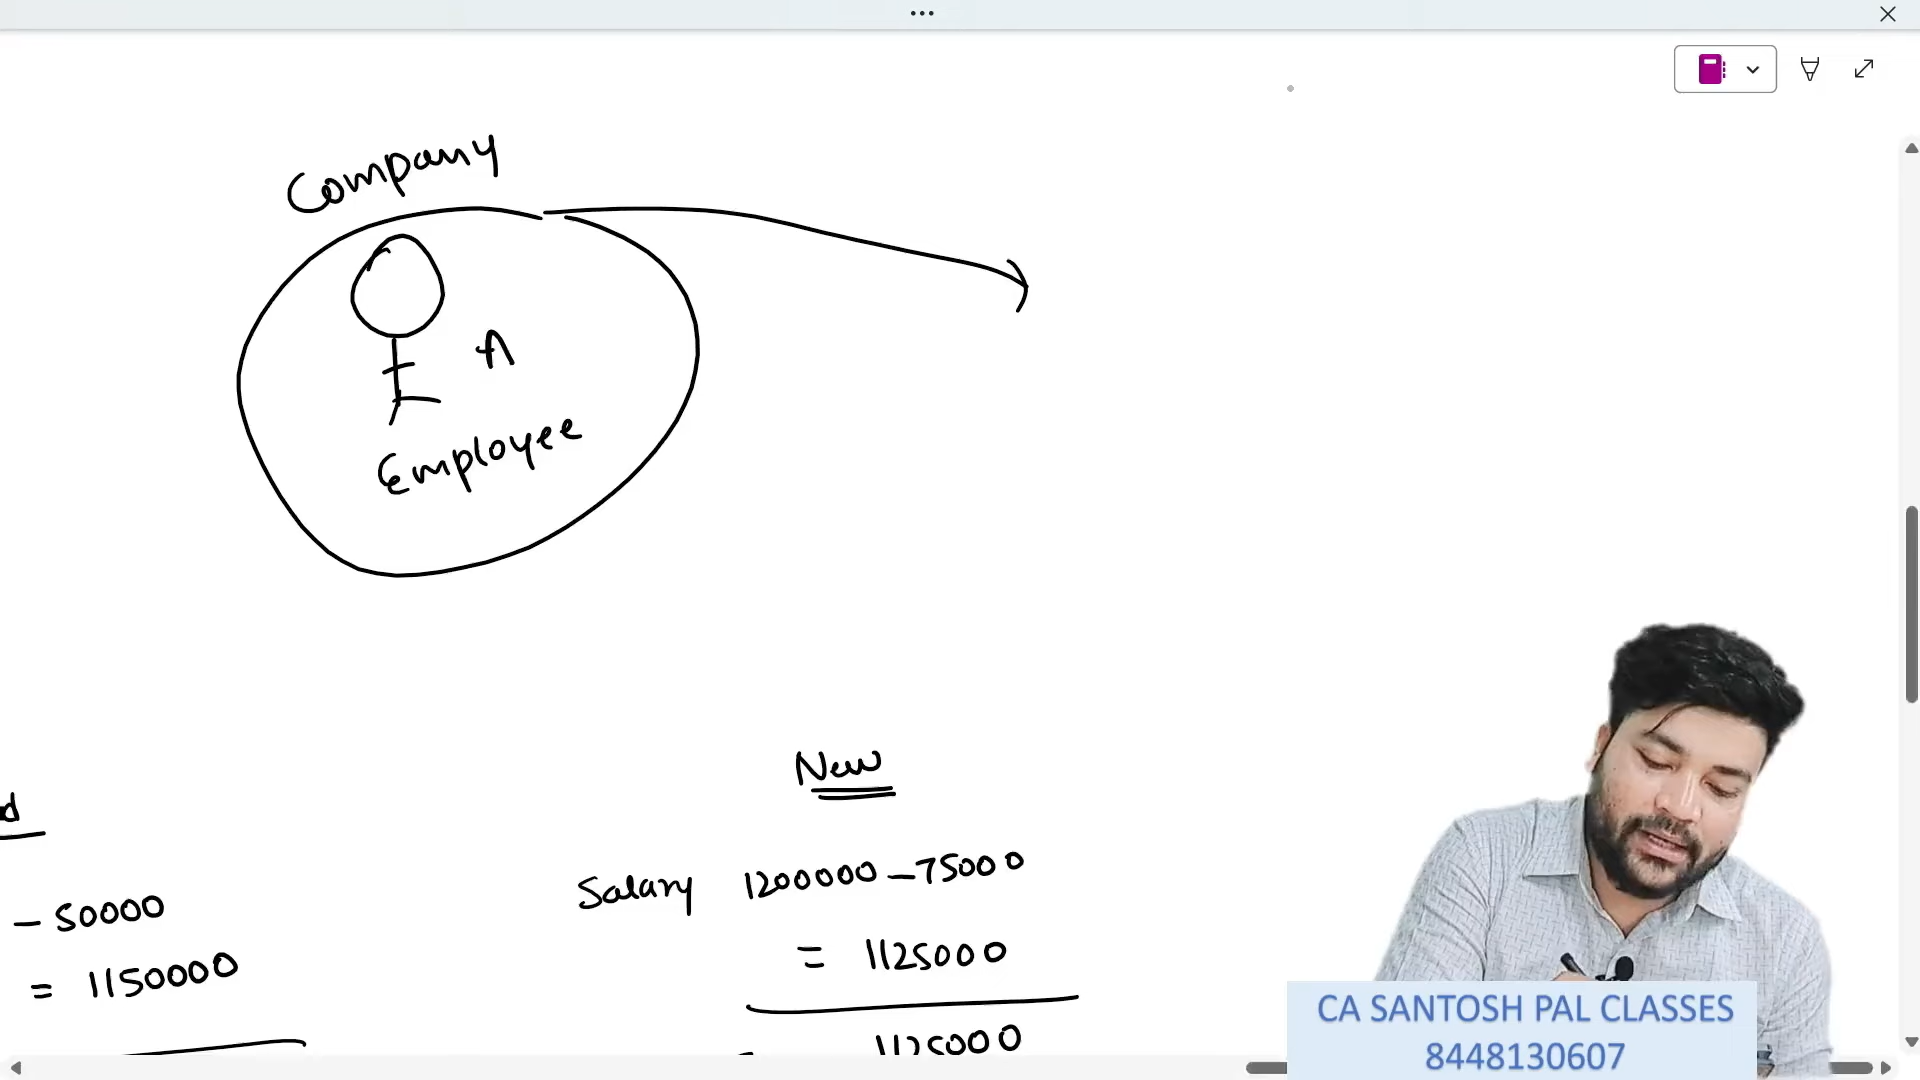 Company
A
Employee
New
d
Salary 1200000 - 75000
- 50000
= 1125000
= 1150000
1125000
CA SANTOSH PAL CLASSES
8448130607